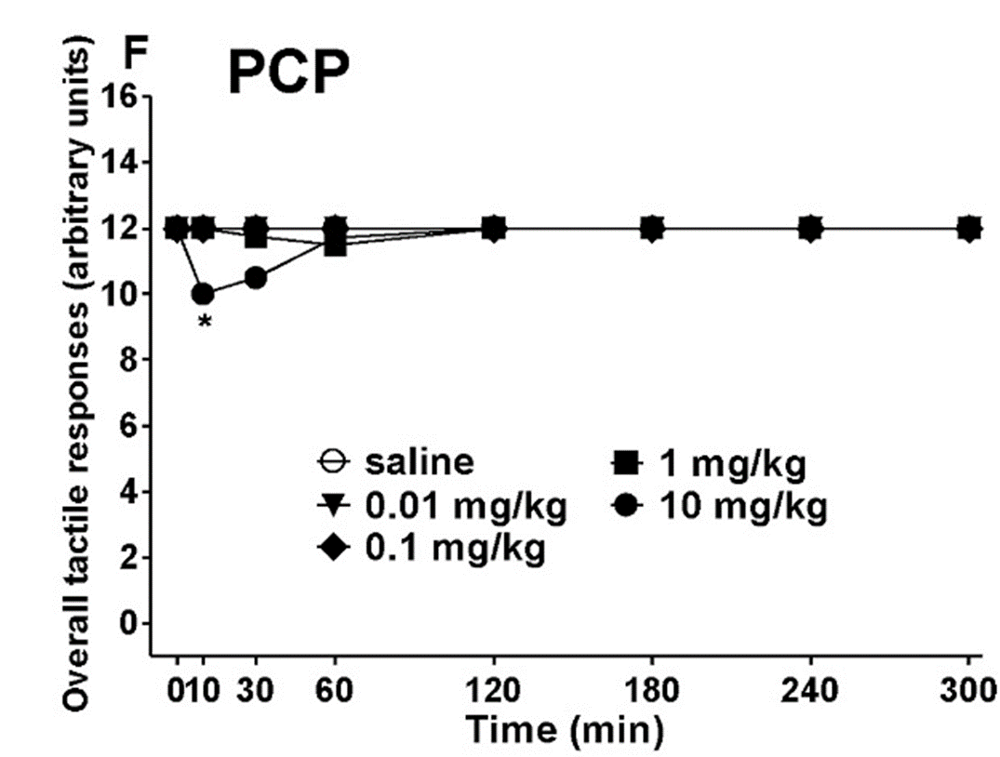 F
PCP
Overall tactile responses (arbitrary units)
16
14
12
10
8
6
4
2
0
*
saline
0.01 mg/kg
0.1 mg/kg
1 mg/kg
10 mg/kg
0 10 30 60 120 180 240 300
Time (min)